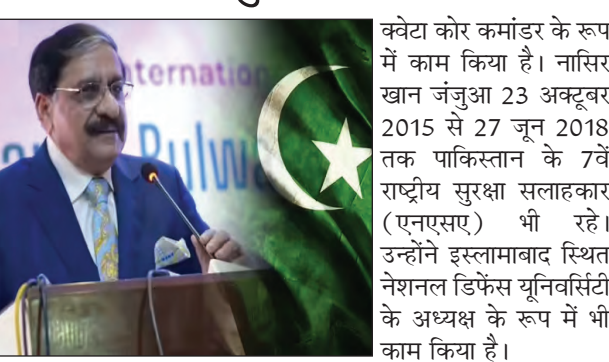 nternation
Pulwa
क्वेटा कोर कमांडर के रूप
में काम किया है। नासिर
खान जंजुआ 23 अक्टूबर
2015 से 27 जून 2018
तक पाकिस्तान के 7वें
राष्ट्रीय सुरक्षा सलाहकार
(एनएसए) भी रहे।
उन्होंने इस्लामाबाद स्थित
नेशनल डिफेंस यूनिवर्सिटी
के अध्यक्ष के रूप में भी
काम किया है।